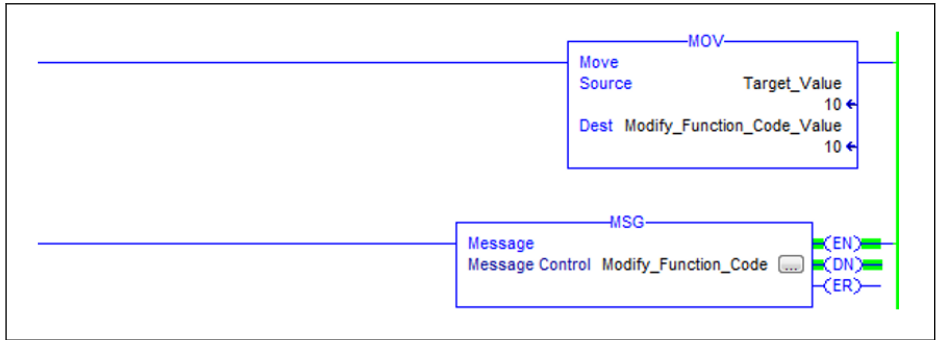 MOV
Move
Source Target_Value
10
Dest Modify_Function_Code_Value
10
MSG
Message (EN)
Message Control Modify_Function_Code ... (DN)
(ER)